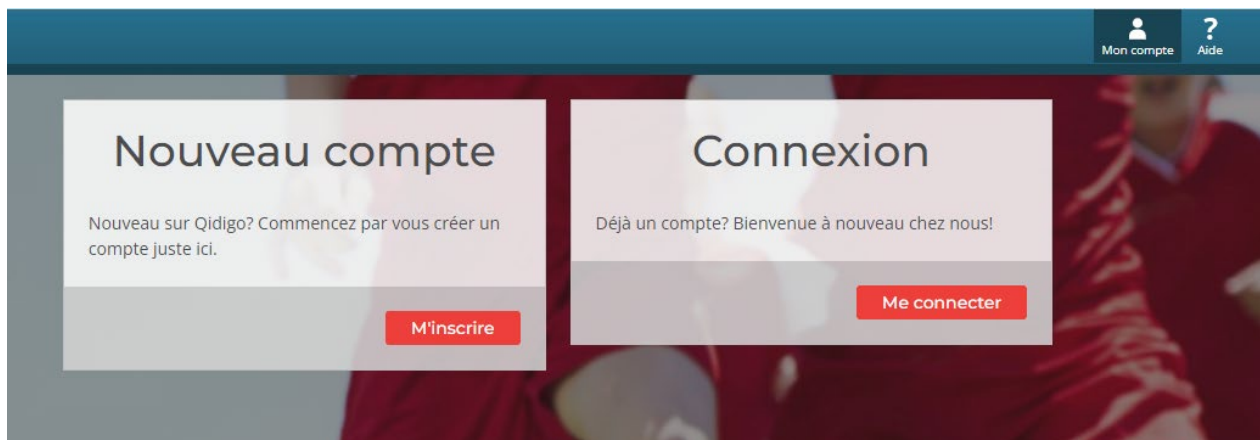 Mon compte
Aide
Nouveau compte
Nouveau sur Qidigo? Commencez par vous créer un
compte juste ici.
M'inscrire
Connexion
Déjà un compte? Bienvenue à nouveau chez nous!
Me connecter